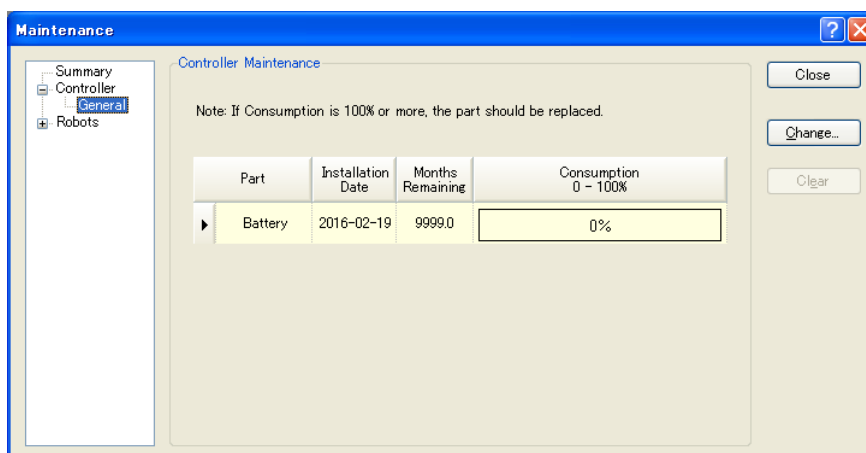 Maintenance
Summary
Controller
General
Robots
Controller Maintenance
Note: If Consumption is 100% or more, the part should be replaced.
Part
Installation Date
Months Remaining
Consumption
0 - 100%
Battery
2016-02-19
9999.0
0%
Close
Change...
Clear